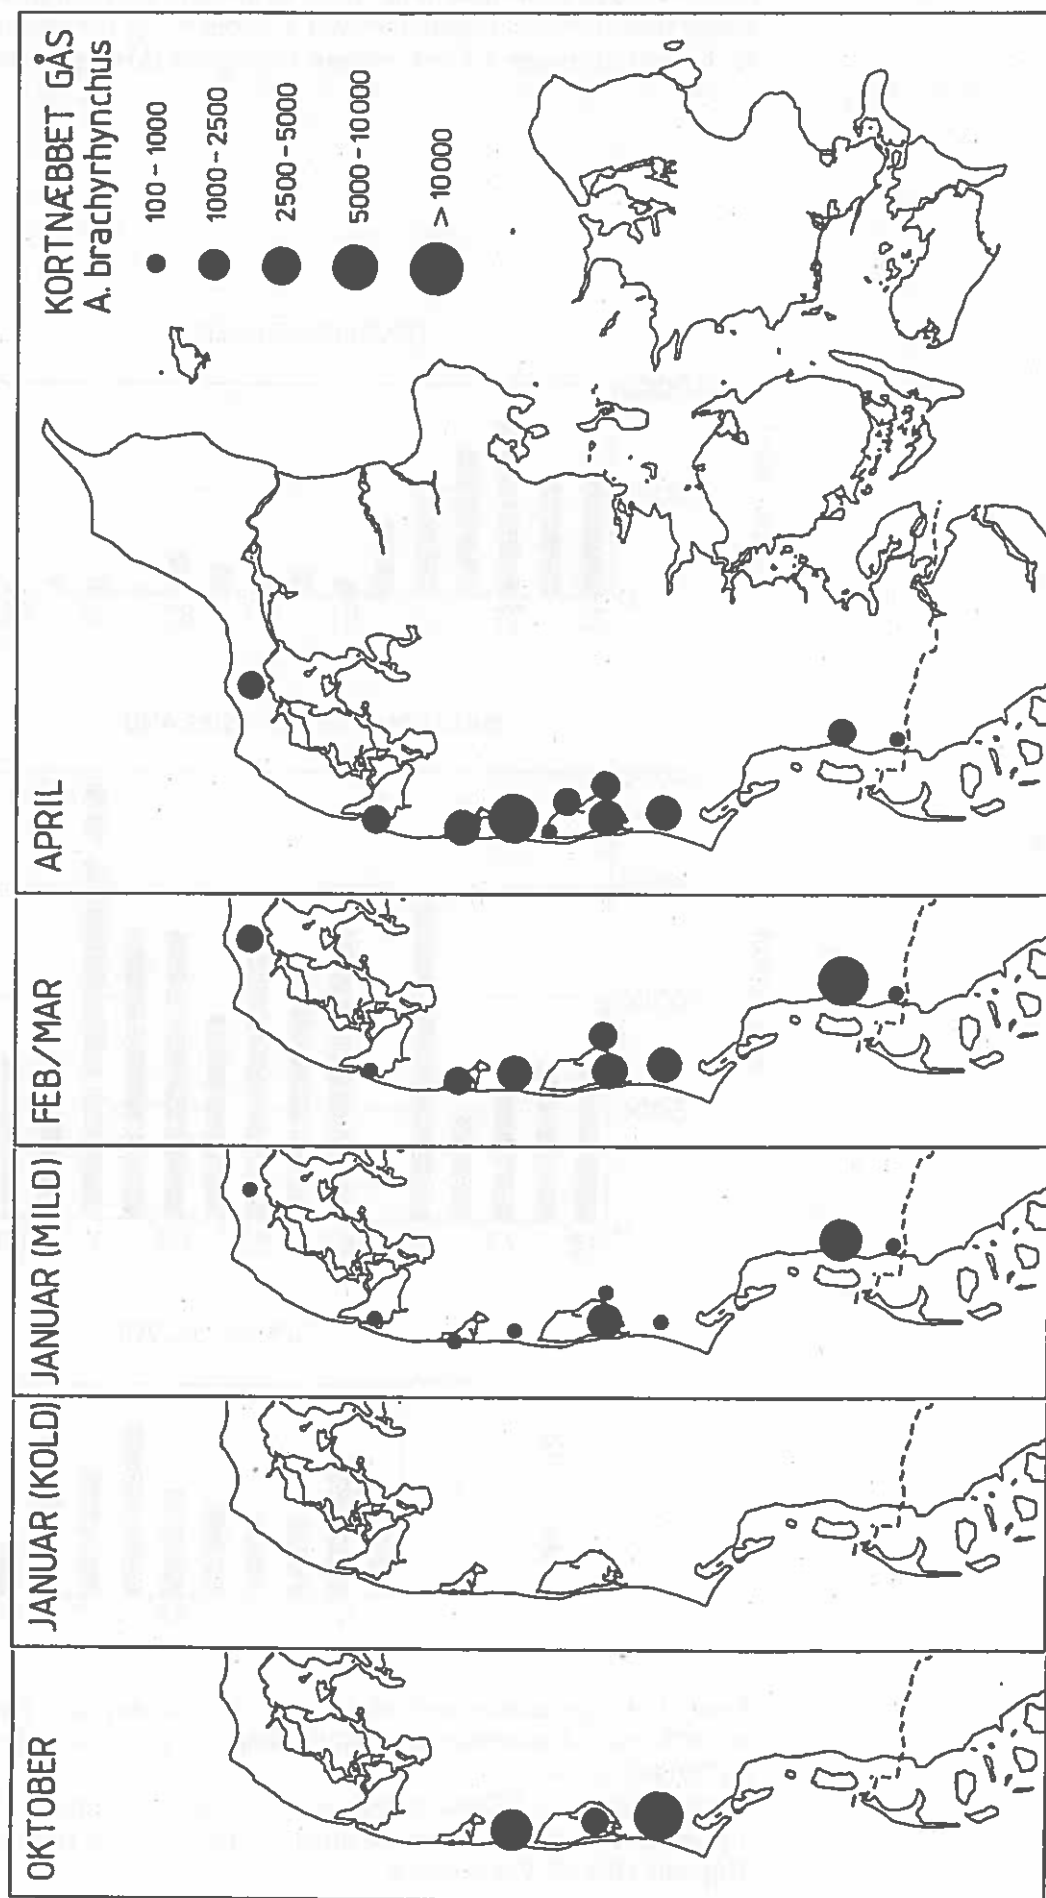 OKTOBER
JANUAR (KOLD)
JANUAR (MILD)
FEB/MAR
APRIL
KORTNÆBBET GÅS
A. brachyrhynchus
100-1000
1000-2500
2500-5000
5000-10000
> 10000